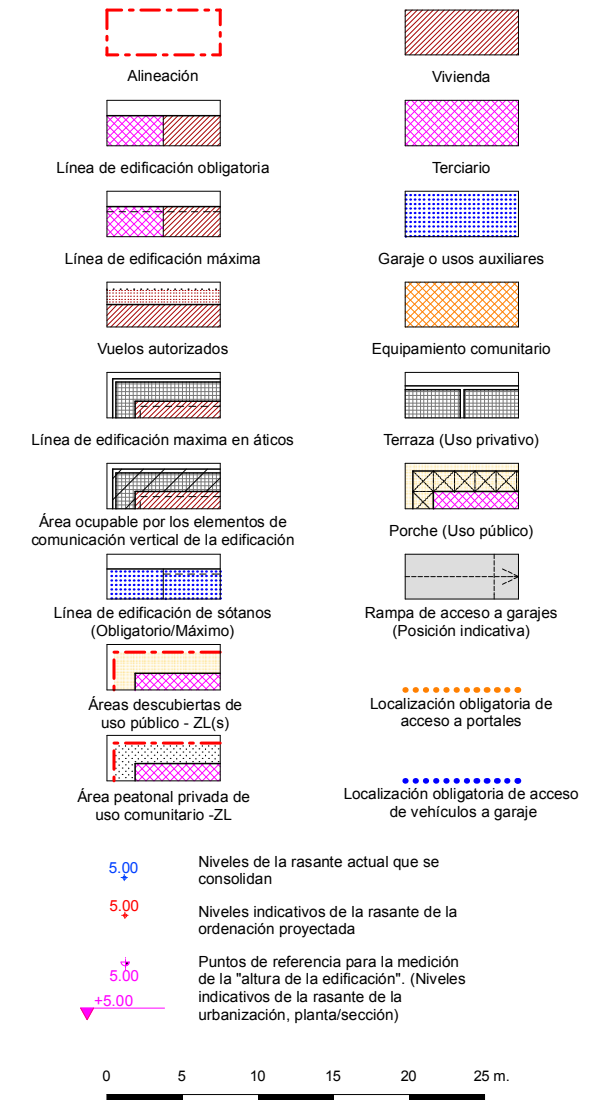 Alineación
Vivienda
Línea de edificación obligatoria
Terciario
Línea de edificación máxima
Garaje o usos auxiliares
Vuelos autorizados
Equipamiento comunitario
Línea de edificación maxima en áticos
Terraza (Uso privativo)
Área ocupable por los elementos de
comunicación vertical de la edificación
Porche (Uso público)
Línea de edificación de sótanos
(Obligatorio/Máximo)
Rampa de acceso a garajes
(Posición indicativa)
Áreas descubiertas de
uso público - ZL(s)
Localización obligatoria de
acceso a portales
Área peatonal privada de
uso comunitario -ZL
Localización obligatoria de acceso
de vehículos a garaje
5.00
Niveles de la rasante actual que se
consolidan
5.00
Niveles indicativos de la rasante de la
ordenación proyectada
5.00
+5.00
Puntos de referencia para la medición
de la "altura de la edificación". (Niveles
indicativos de la rasante de la
urbanización, planta/sección)
0 5 10 15 20 25 m.